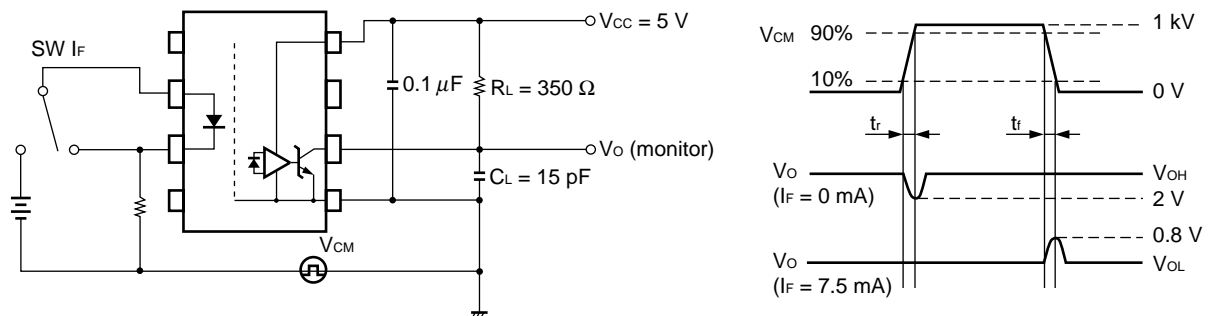 SW IF
VCC = 5 V
0.1 μF
RL = 350 Ω
VO (monitor)
CL = 15 pF
VCM
VCM
90%
10%
1 kV
0 V
tr
tf
VO
(IF = 0 mA)
VOH
2 V
0.8 V
VO
(IF = 7.5 mA)
VOL